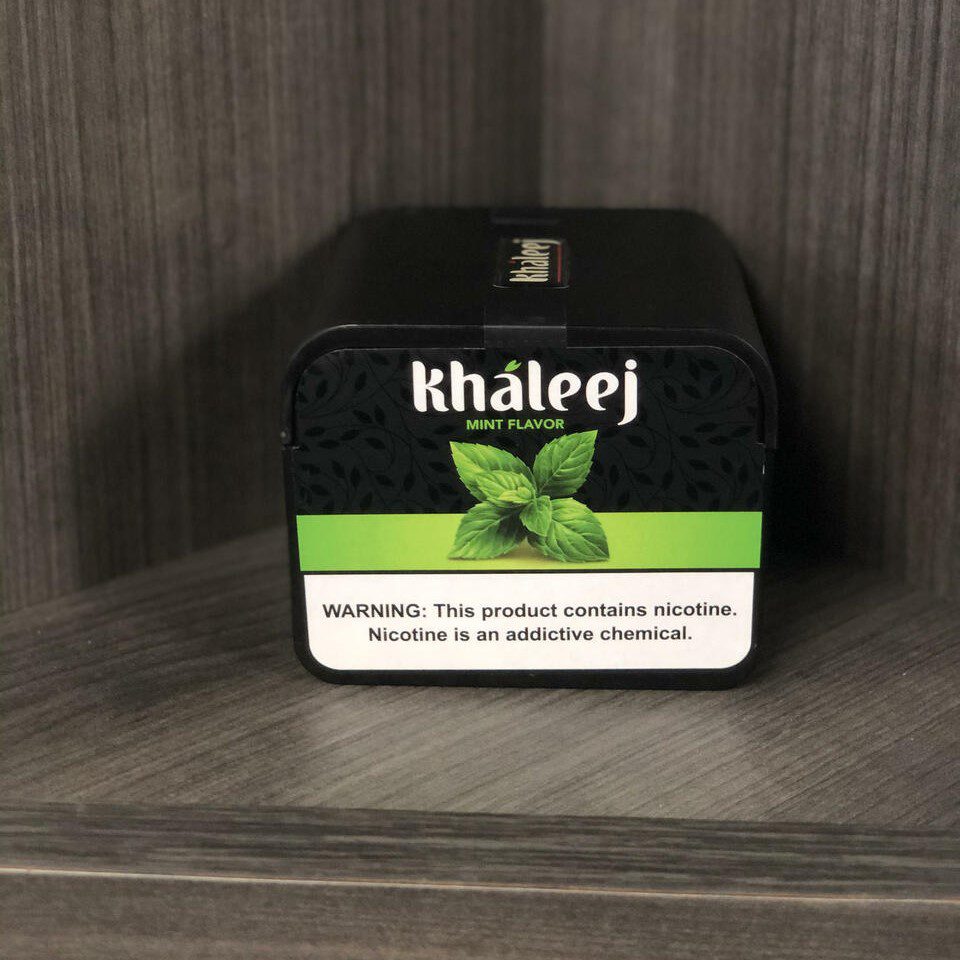 khaleej
khaleej
MINT FLAVOR
WARNING: This product contains nicotine.
Nicotine is an addictive chemical.